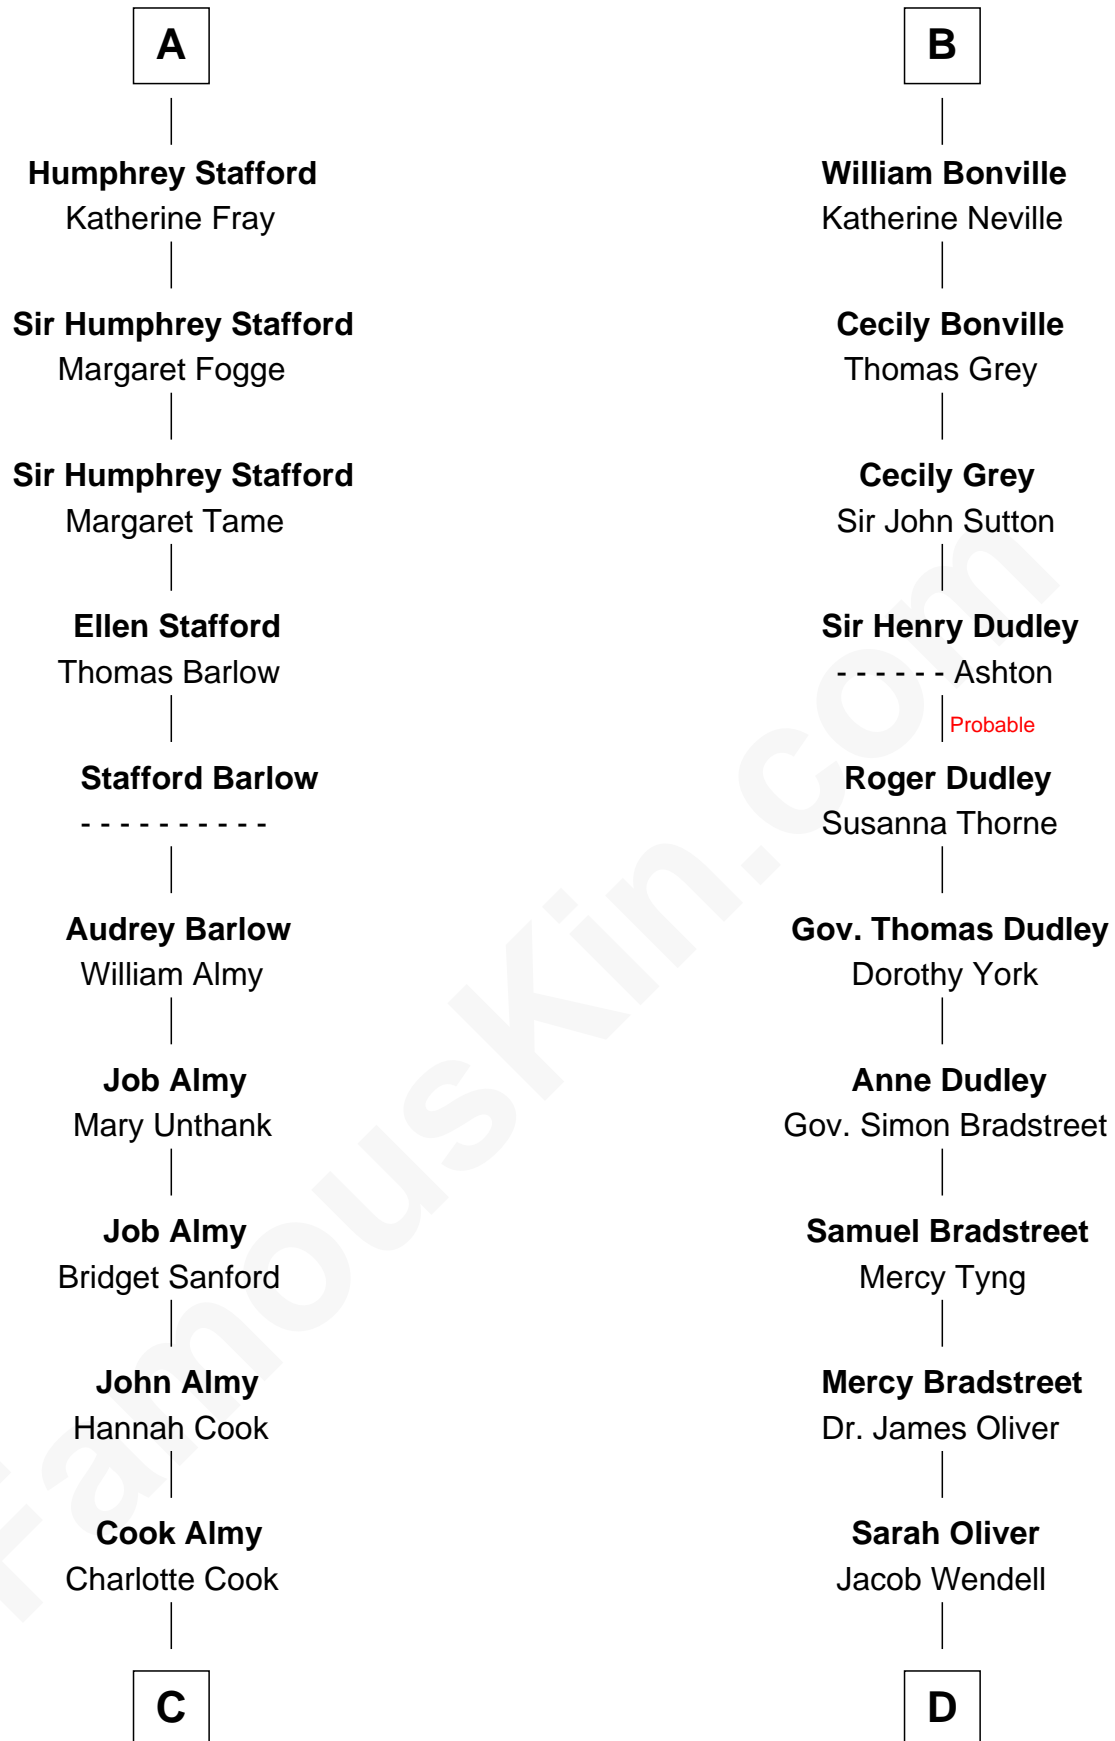 A
Humphrey Stafford
Katherine Fray
Sir Humphrey Stafford
Margaret Fogge
Sir Humphrey Stafford
Margaret Tame
Ellen Stafford
Thomas Barlow
Stafford Barlow
- - - - - - - - - -
Audrey Barlow
William Almy
Job Almy
Mary Unthank
Job Almy
Bridget Sanford
John Almy
Hannah Cook
Cook Almy
Charlotte Cook
C
B
William Bonville
Katherine Neville
Cecily Bonville
Thomas Grey
Cecily Grey
Sir John Sutton
Sir Henry Dudley
- - - - - - Ashton
Probable
Roger Dudley
Susanna Thorne
Gov. Thomas Dudley
Dorothy York
Anne Dudley
Gov. Simon Bradstreet
Samuel Bradstreet
Mercy Tyng
Mercy Bradstreet
Dr. James Oliver
Sarah Oliver
Jacob Wendell
D
FamousKin.com